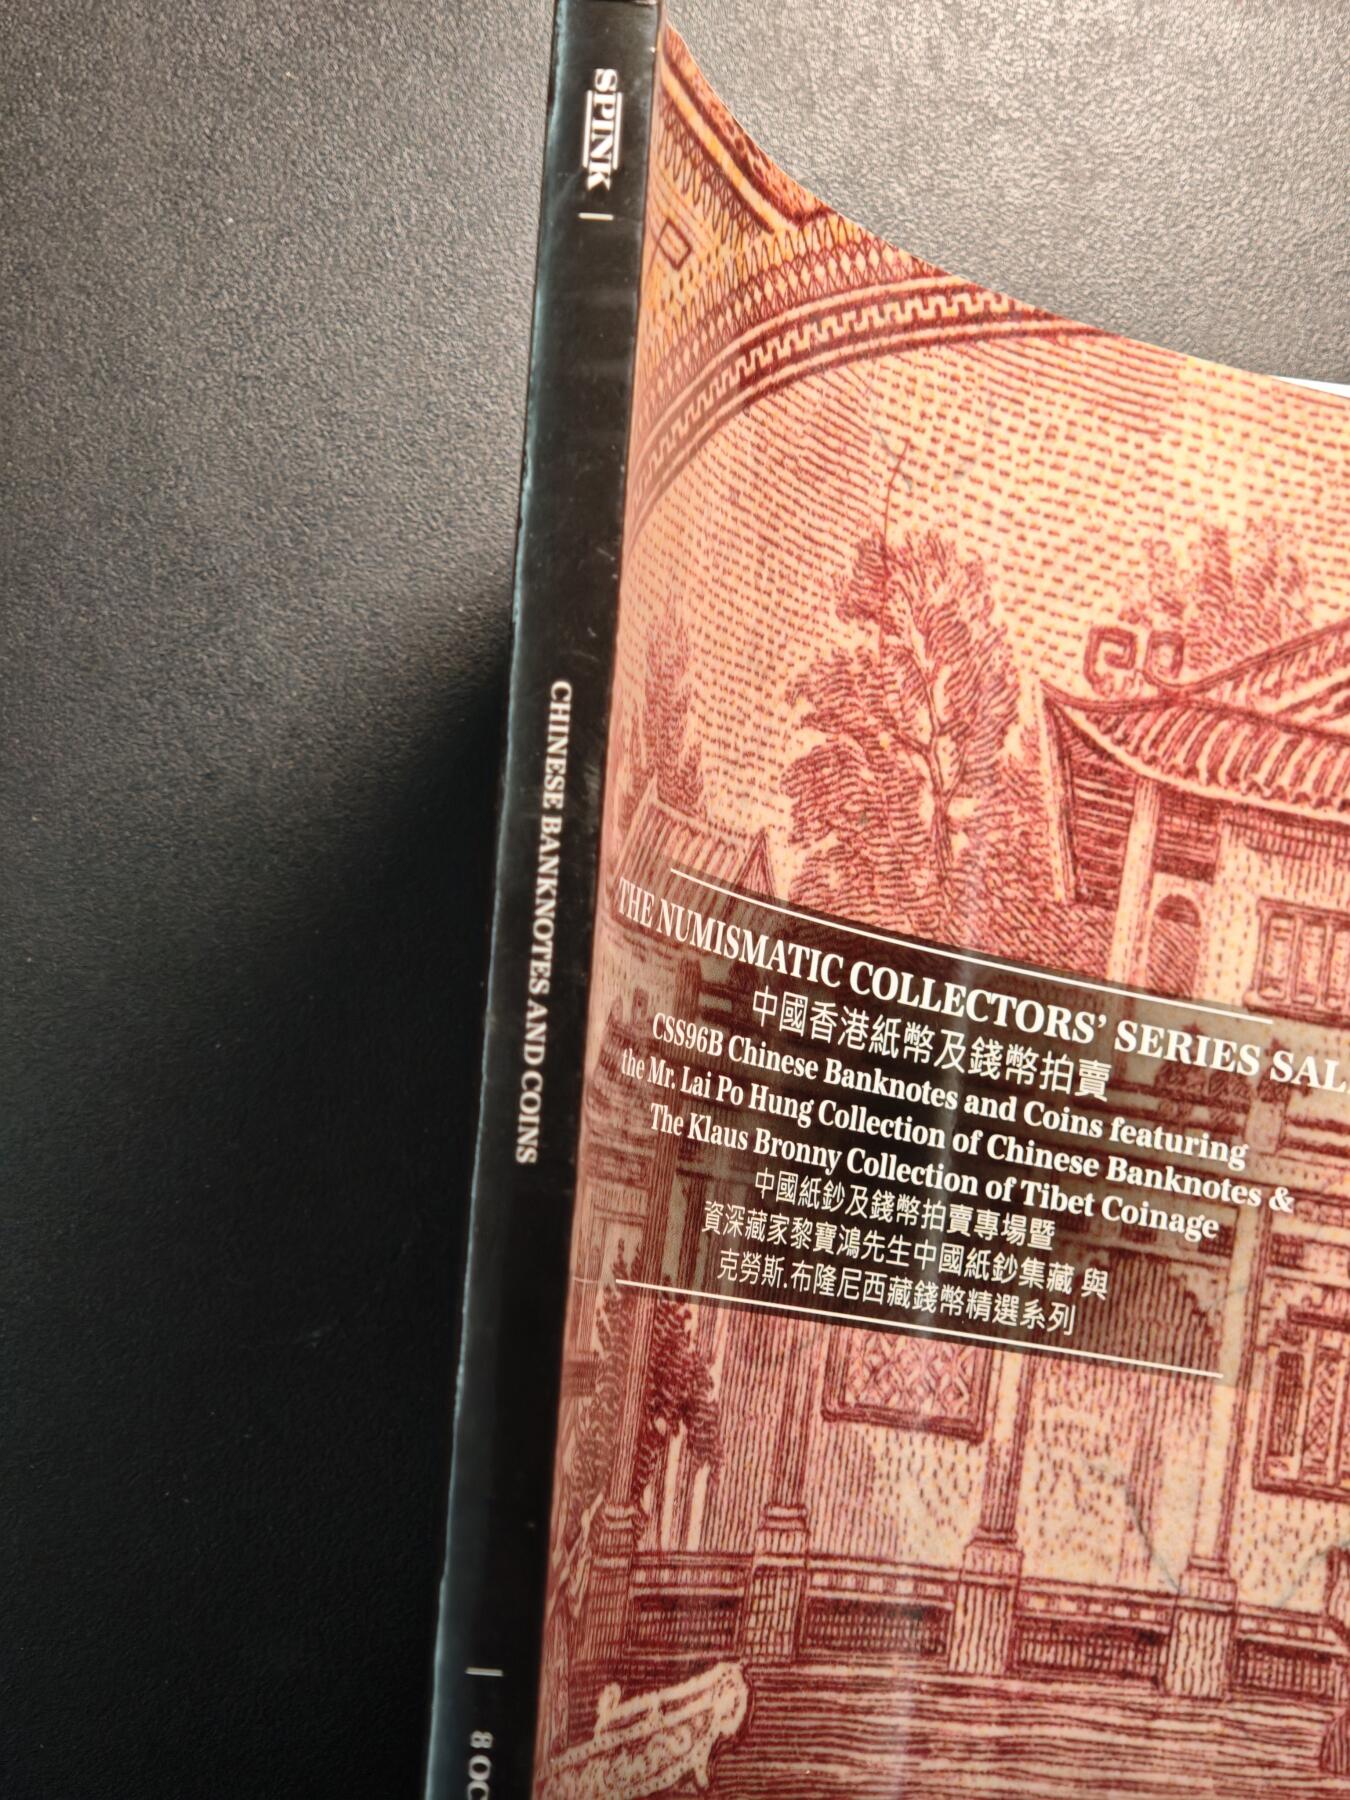 SPINK |
CHINESE BANKNOTES AND COINS
| 8
THE NUMISMATIC COLLECTORS' SERIES
中國香港紙幣及錢幣拍賣
CSS96B Chinese Banknotes and Coins featuring
the Mr. Lai Po Hung Collection of Chinese Banknotes &
The Klaus Bronny Collection of Tibet Coinage
中國紙鈔及錢幣拍賣專場暨
資深藏家黎寶鴻先生中國紙鈔集藏 與
克勞斯.布隆尼西藏錢幣精選系列